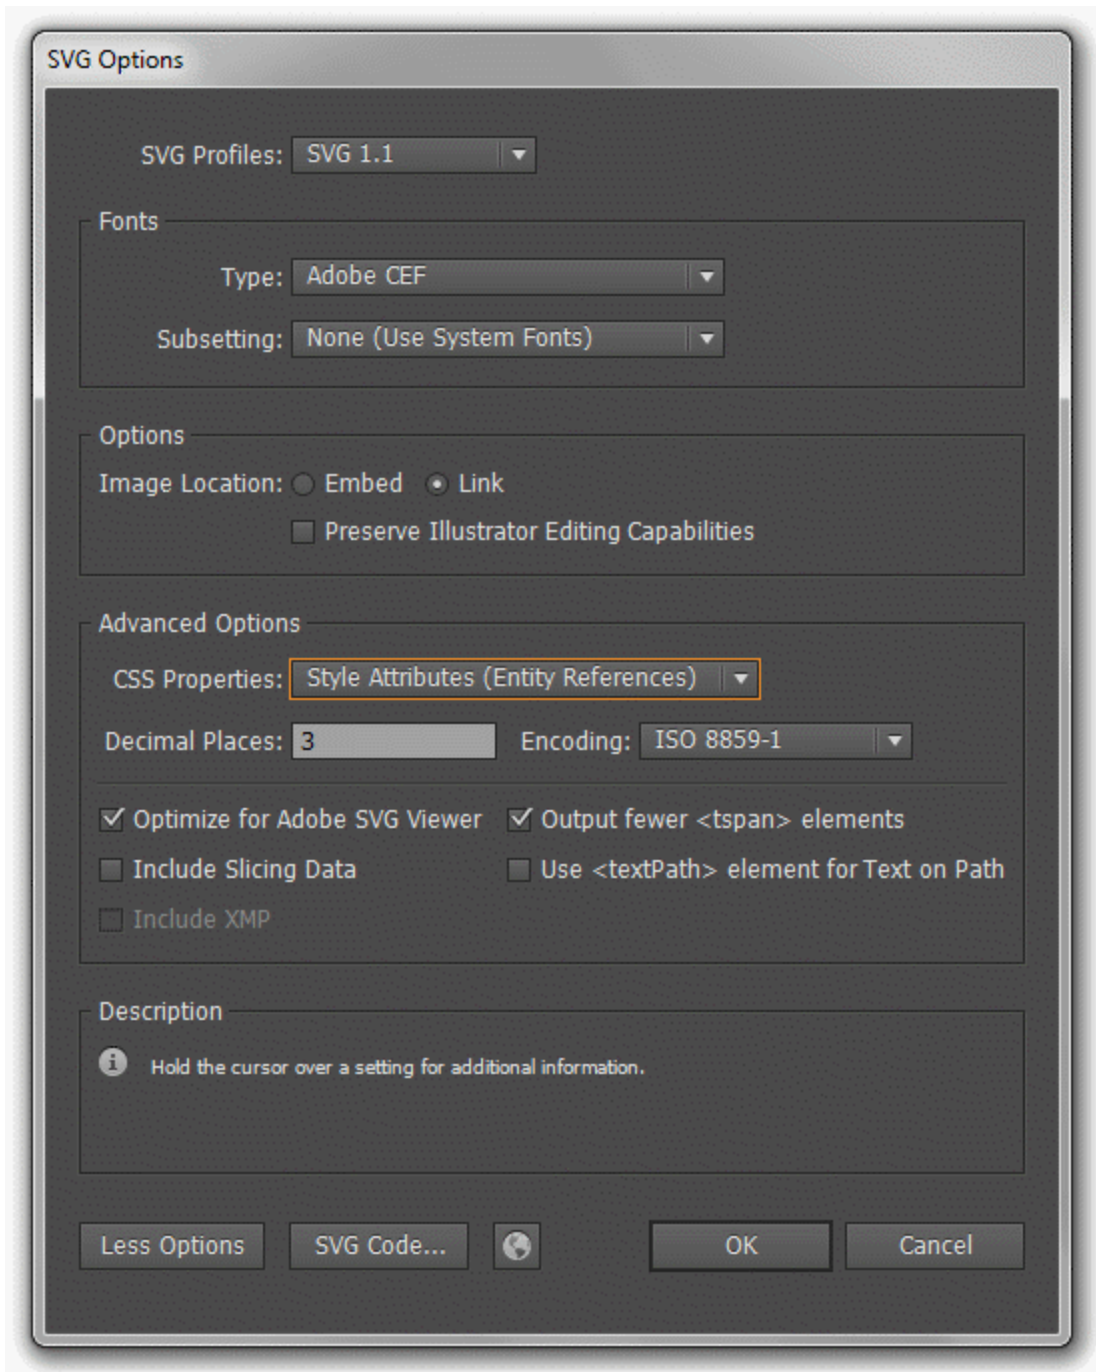 SVG Options
SVG Profiles: SVG 1.1
Fonts
Type: Adobe CEF
Subsetting: None (Use System Fonts)
Options
Image Location: Embed Link
Preserve Illustrator Editing Capabilities
Advanced Options
CSS Properties: Style Attributes (Entity References)
Decimal Places: 3 Encoding: ISO 8859-1
Optimize for Adobe SVG Viewer Output fewer <tspan> elements
Include Slicing Data Use <textPath> element for Text on Path
Include XMP
Description
Hold the cursor over a setting for additional information.
Less Options SVG Code... OK Cancel